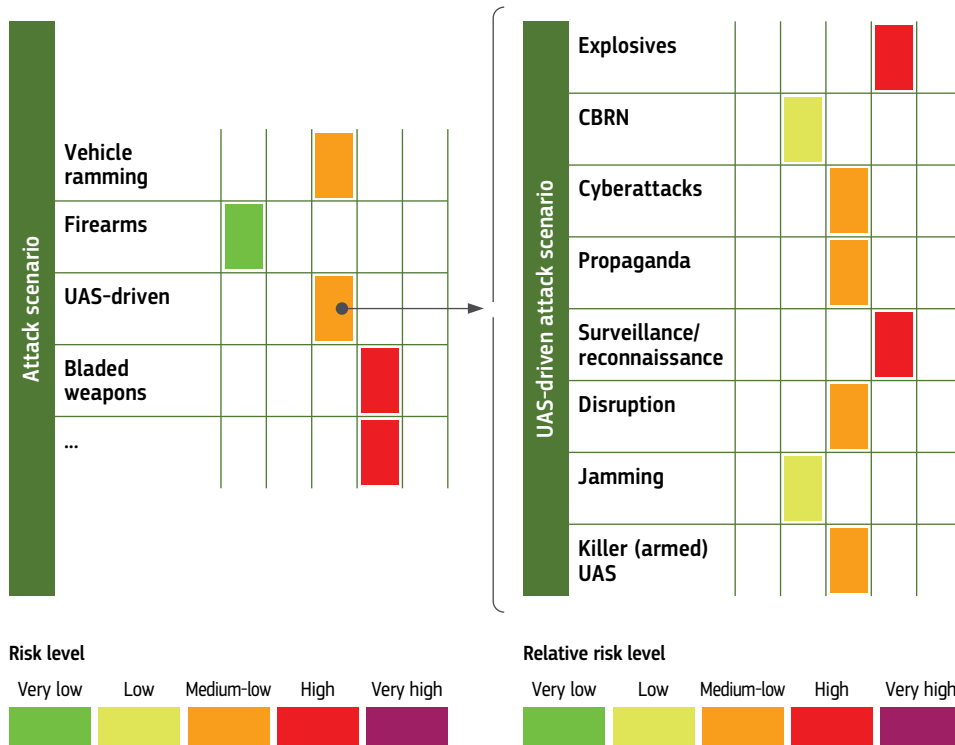 Attack scenario
Vehicle
ramming
Firearms
UAS-driven
Bladed
weapons
...
UAS-driven attack scenario
Explosives
CBRN
Cyberattacks
Propaganda
Surveillance/
reconnaissance
Disruption
Jamming
Killer (armed)
UAS
Risk level
Very low Low Medium-low High Very high
Relative risk level
Very low Low Medium-low High Very high